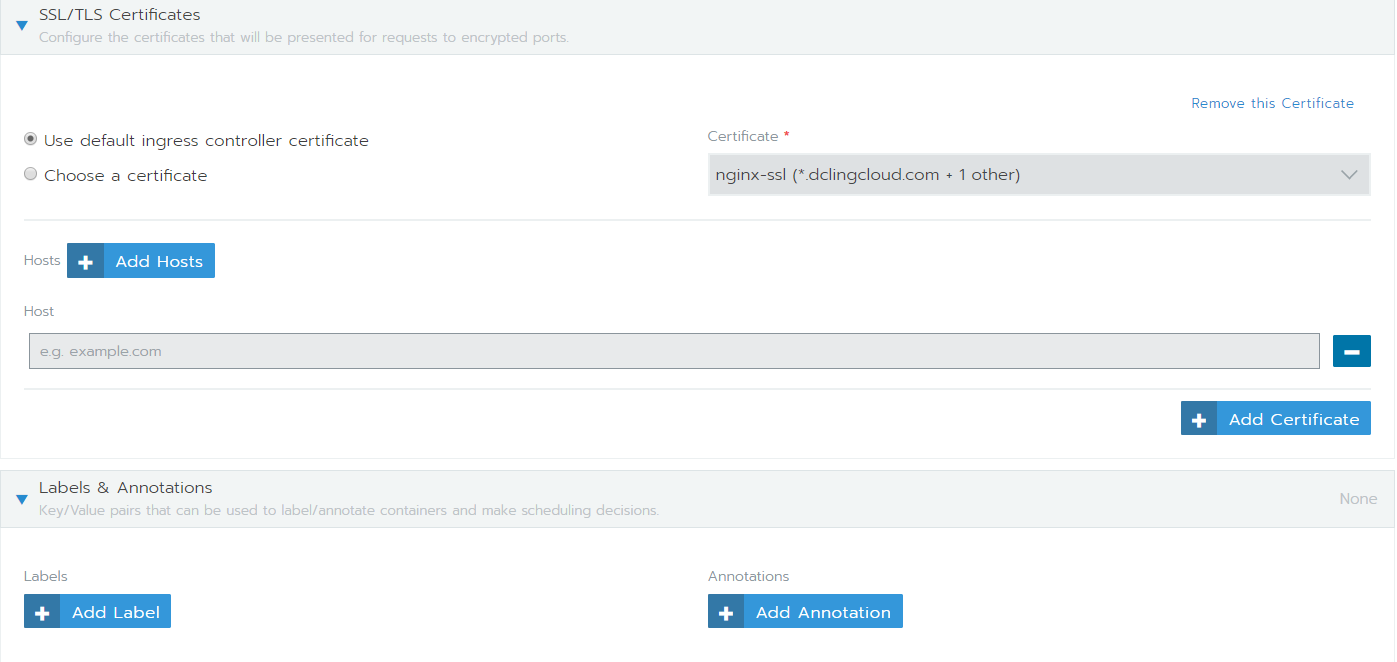 SSL/TLS Certificates
Configure the certificates that will be presented for requests to encrypted ports.
Remove this Certificate
Use default ingress controller certificate
Choose a certificate
Certificate *
nginx-ssl (*.dclingcloud.com + 1 other)
Hosts
Add Hosts
Host
e.g. example.com
Add Certificate
Labels & Annotations
Key/Value pairs that can be used to label/annotate containers and make scheduling decisions.
None
Labels
Add Label
Annotations
Add Annotation